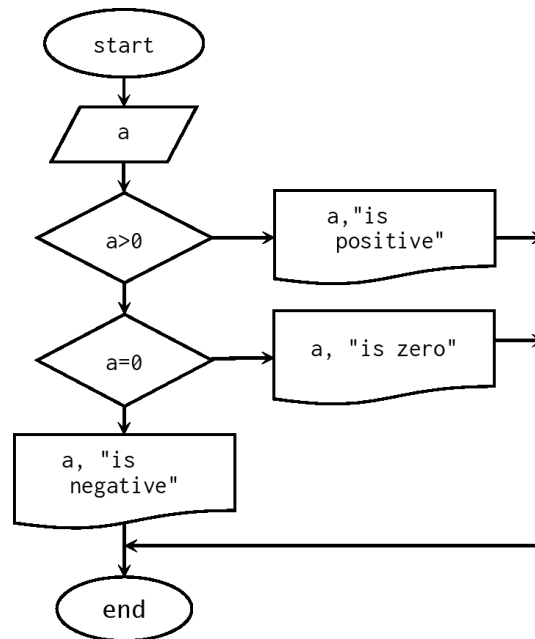 start
a
a>0
a,"is
positive"
a=0
a, "is zero"
a, "is
negative"
end